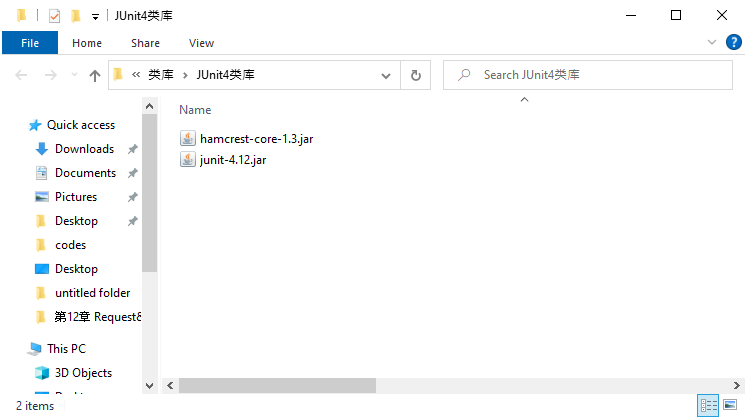 JUnit4类库
File Home Share View
类库 JUnit4类库 Search JUnit4类库
Name
hamcrest-core-1.3.jar
junit-4.12.jar
Quick access
Downloads
Documents
Pictures
Desktop
codes
Desktop
untitled folder
第12章 Request&
This PC
3D Objects
2 items